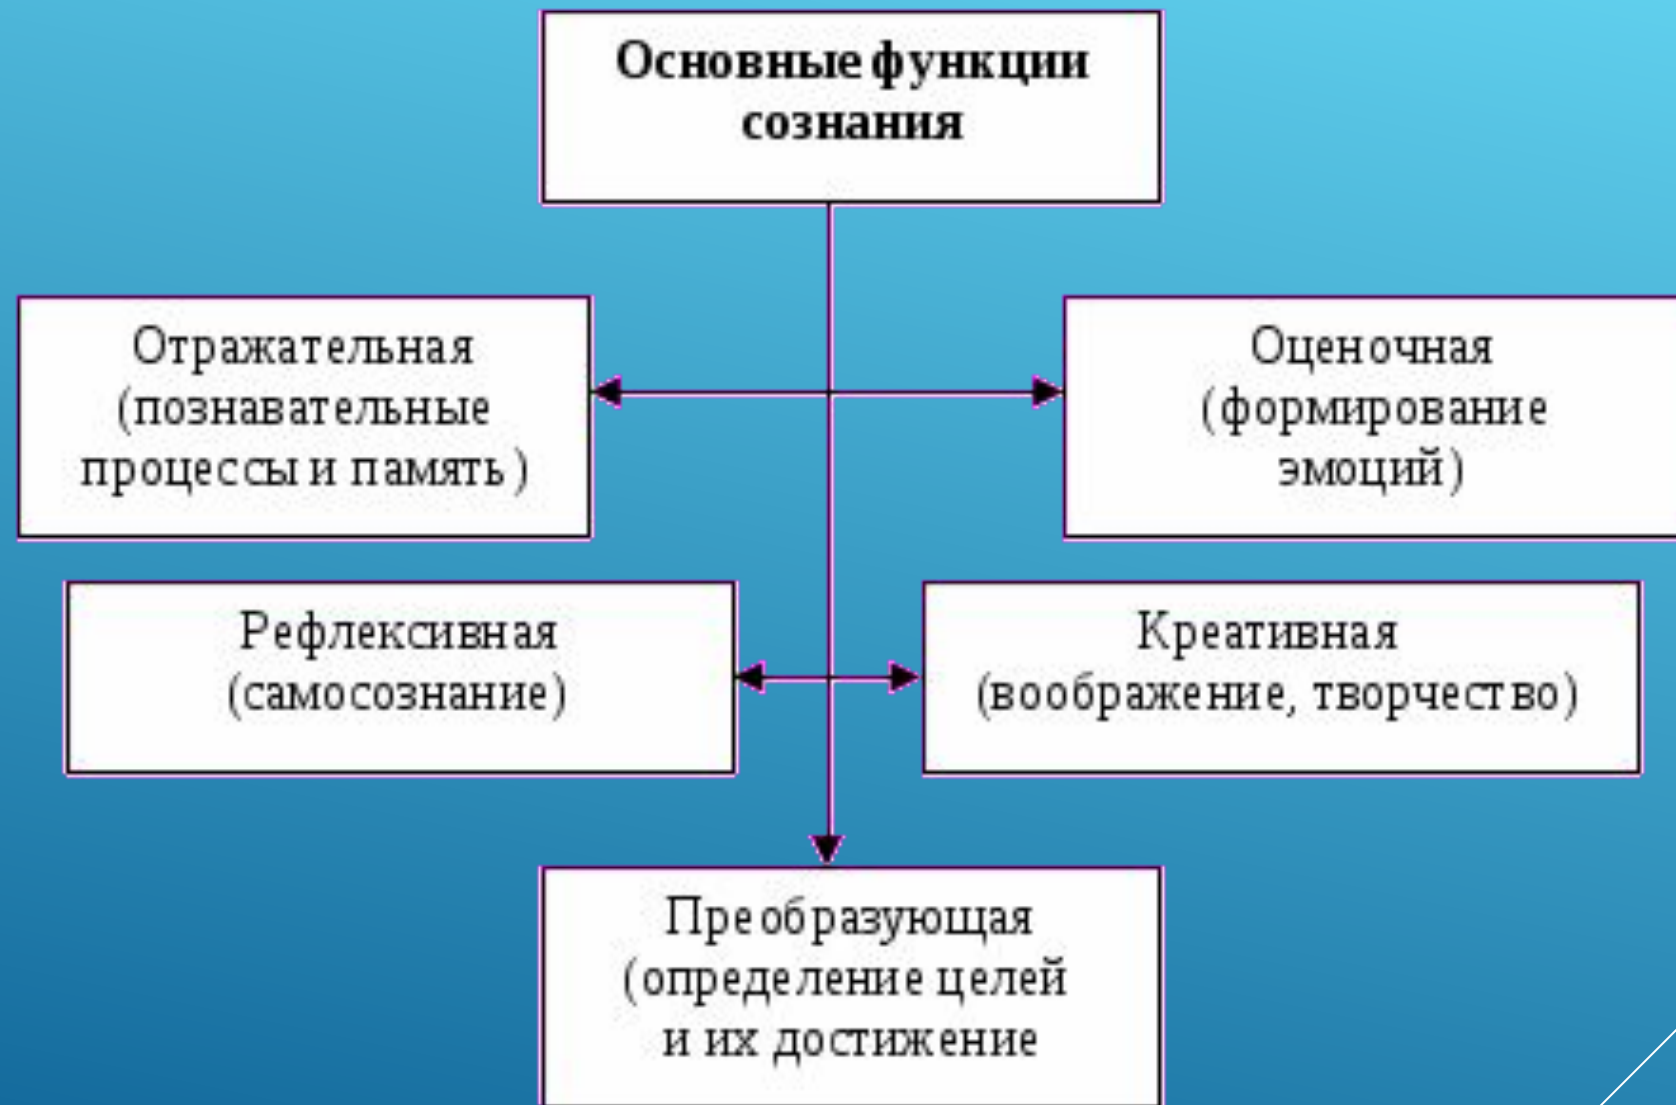 Основные функции
сознания
Отражательная
(познавательные
процессы и память)
Оценочная
(формирование
эмоций)
Рефлексивная
(самосознание)
Креативная
(воображение, творчество)
Преобразующая
(определение целей
и их достижение